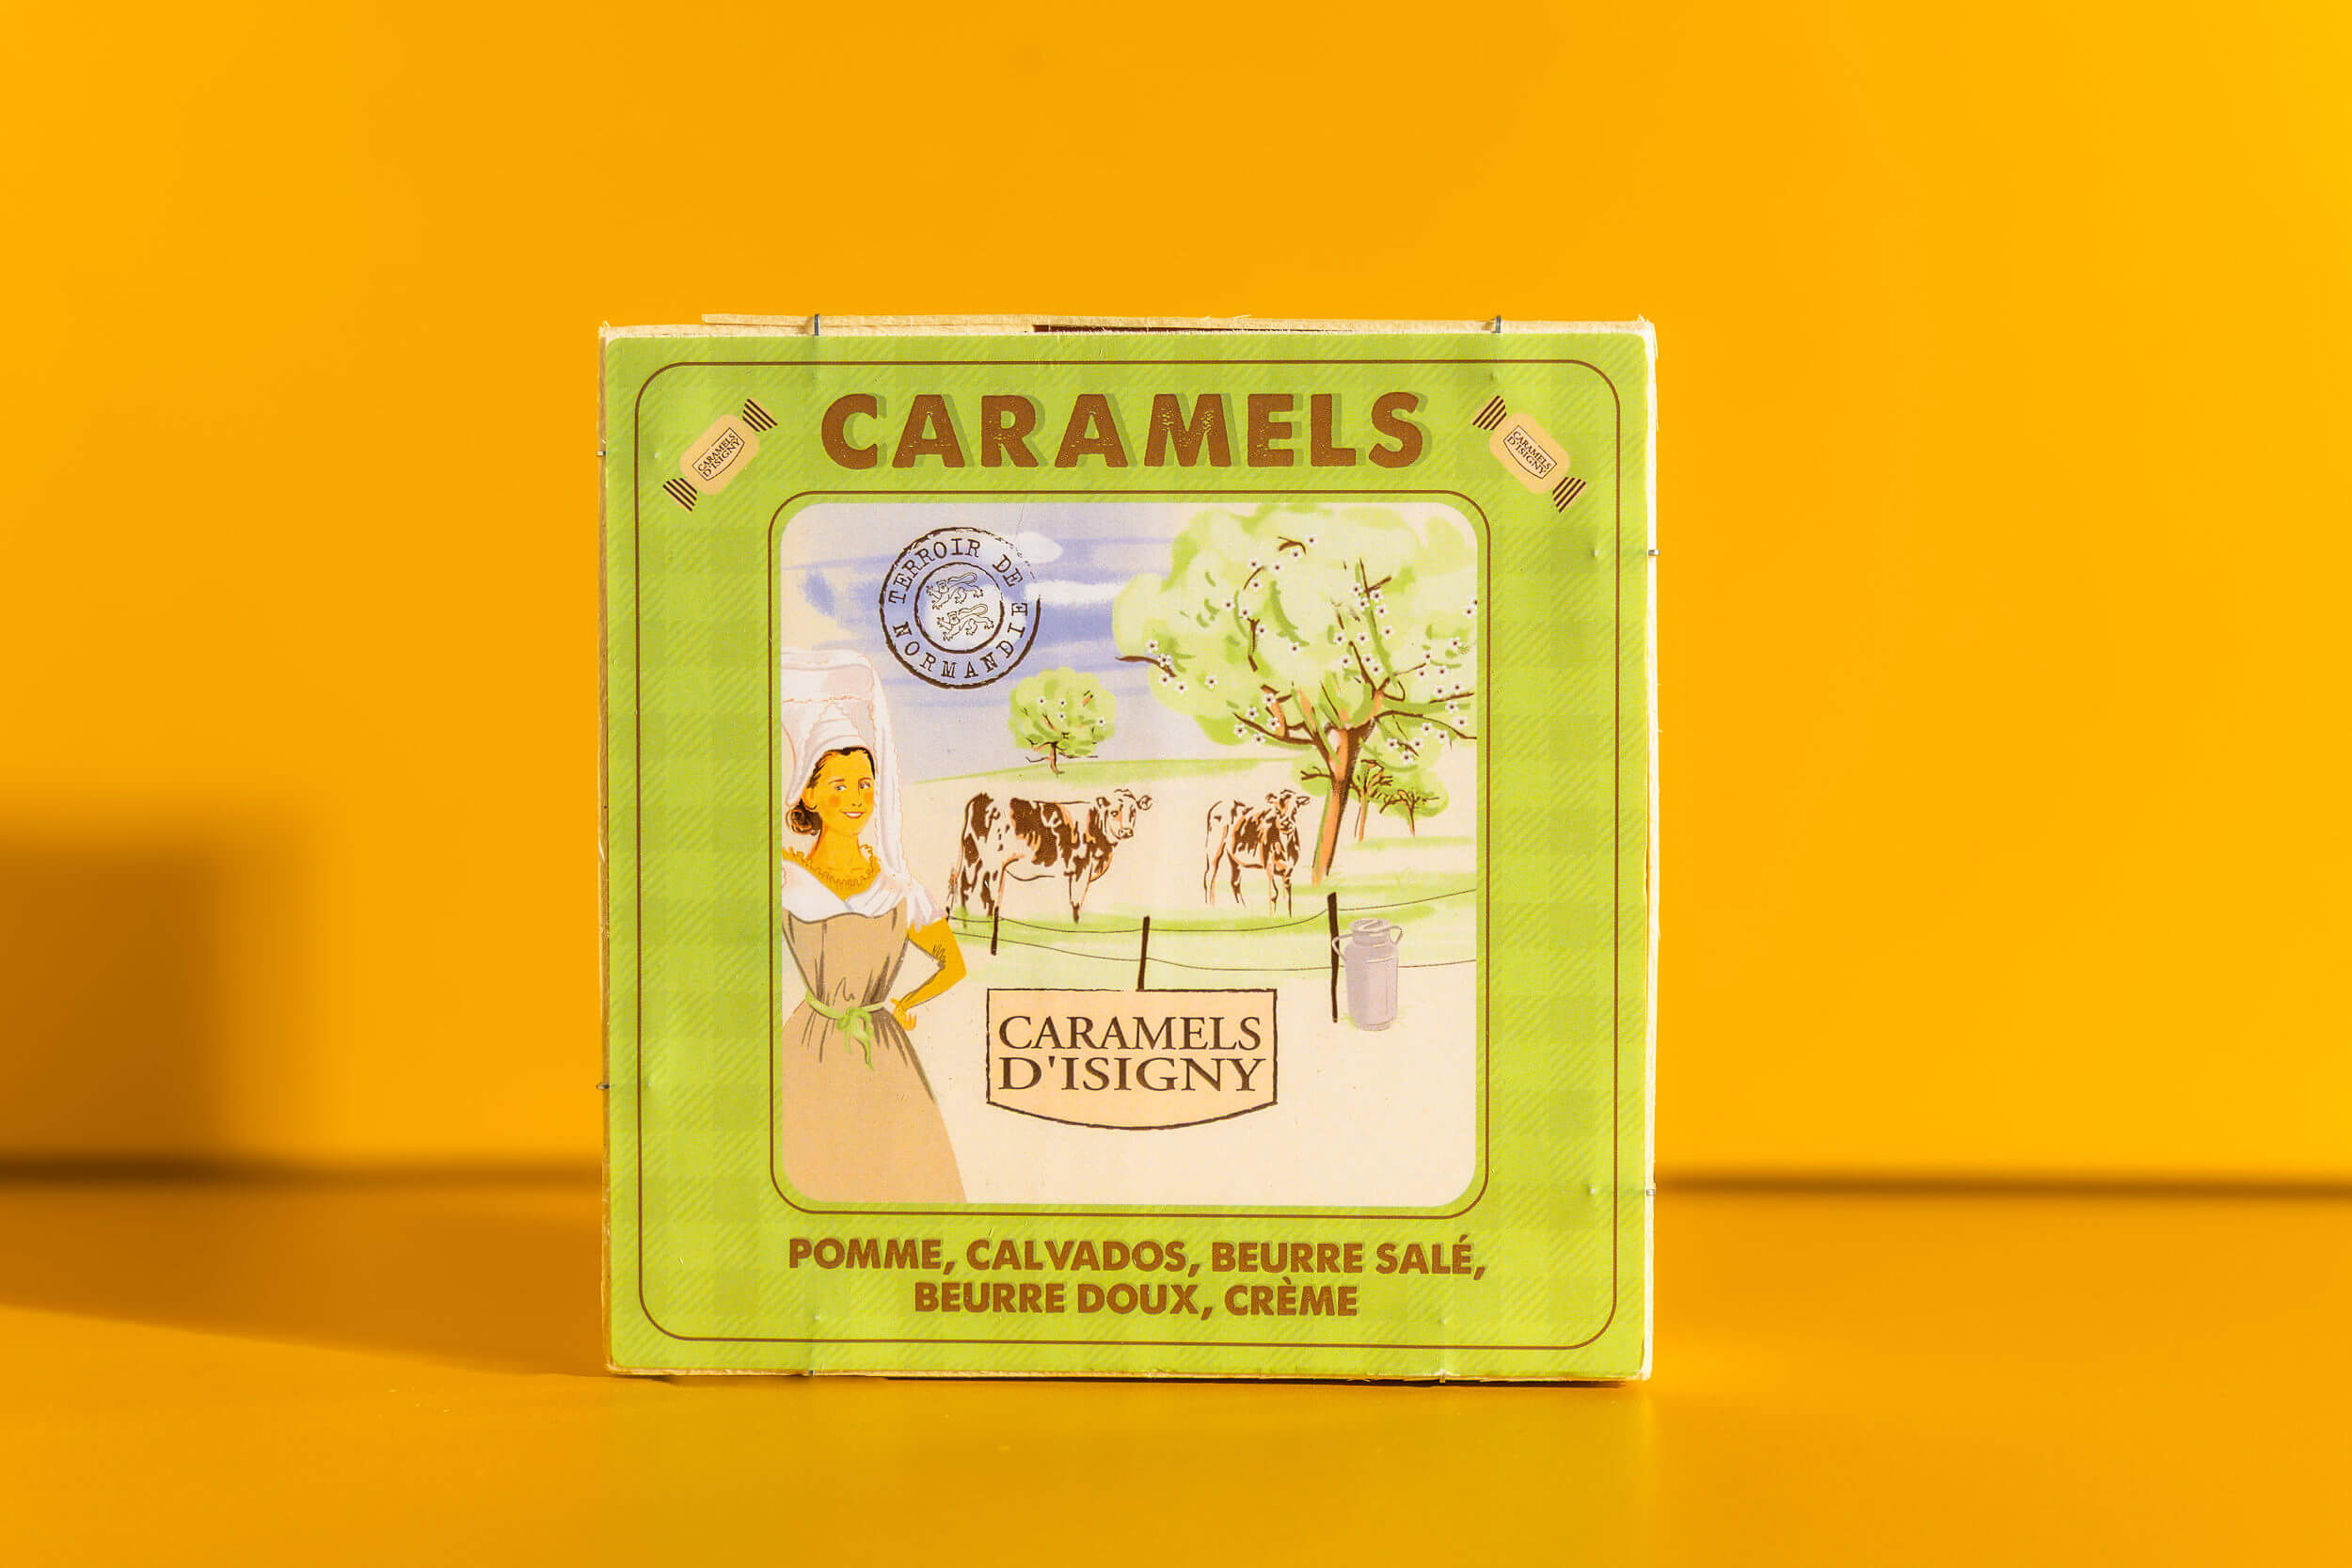 CARAMELS
CARAMELS
D'ISIGNY
CARAMELS
D'ISIGNY
TERROIR DE
NORMANDIE
CARAMELS
D'ISIGNY
POMME, CALVADOS, BEURRE SALÉ,
BEURRE DOUX, CRÈME